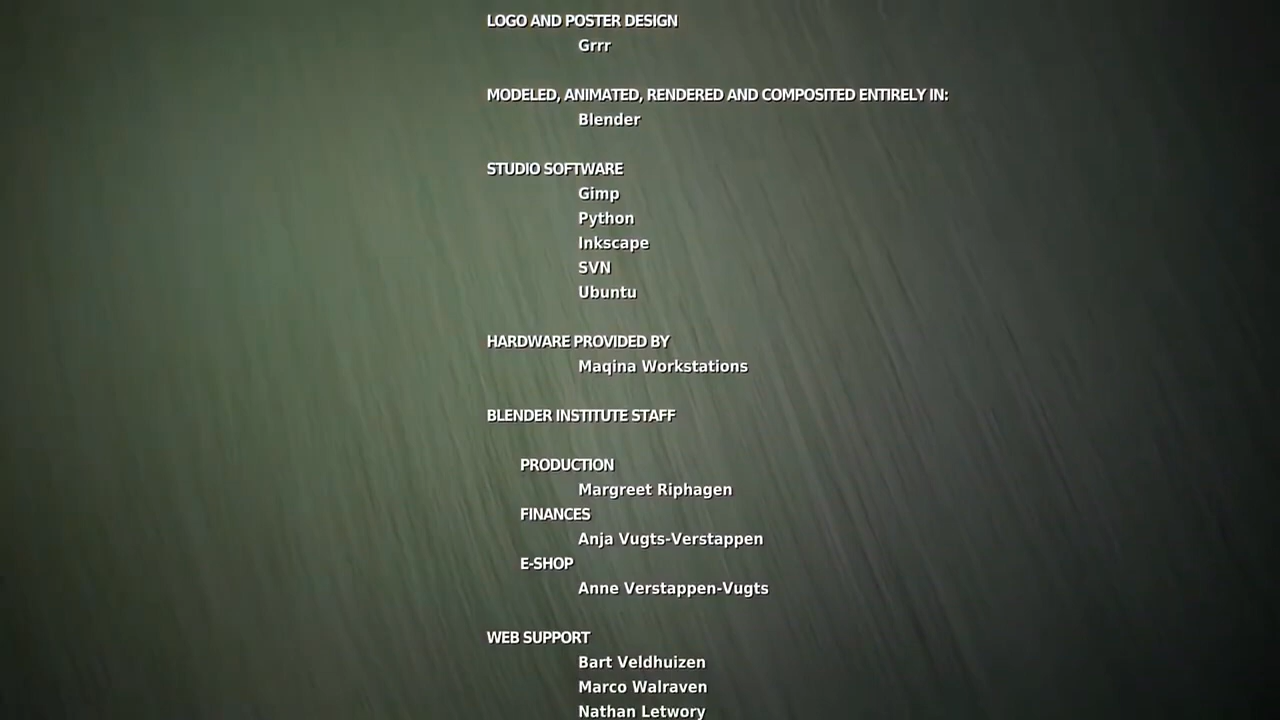 LOGO AND POSTER DESIGN
Grrr
MODELED, ANIMATED, RENDERED AND COMPOSITED ENTIRELY IN:
Blender
STUDIO SOFTWARE
Gimp
Python
Inkscape
SVN
Ubuntu
HARDWARE PROVIDED BY
Maqina Workstations
BLENDER INSTITUTE STAFF
PRODUCTION
Margreet Riphagen
FINANCES
Anja Vugts-Verstappen
E-SHOP
Anne Verstappen-Vugts
WEB SUPPORT
Bart Veldhuizen
Marco Walraven
Nathan Letwory